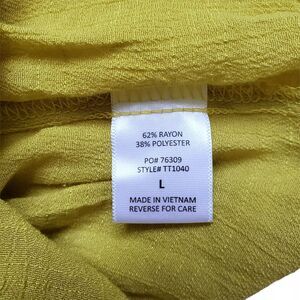 62% RAYON
38% POLYESTER
PO# 76309
STYLE# TT1040
L
MADE IN VIETNAM
REVERSE FOR CARE